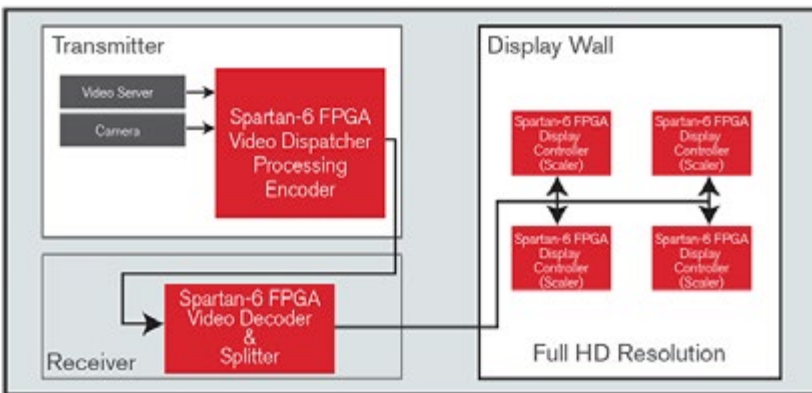 Transmitter
Video Server
Camera
Spartan-6 FPGA
Video Dispatcher
Processing
Encoder
Receiver
Spartan-6 FPGA
Video Decoder
&
Splitter
Display Wall
Spartan-6 FPGA
Display
Controller
(Scaler)
Spartan-6 FPGA
Display
Controller
(Scaler)
Spartan-6 FPGA
Display
Controller
(Scaler)
Spartan-6 FPGA
Display
Controller
(Scaler)
Full HD Resolution